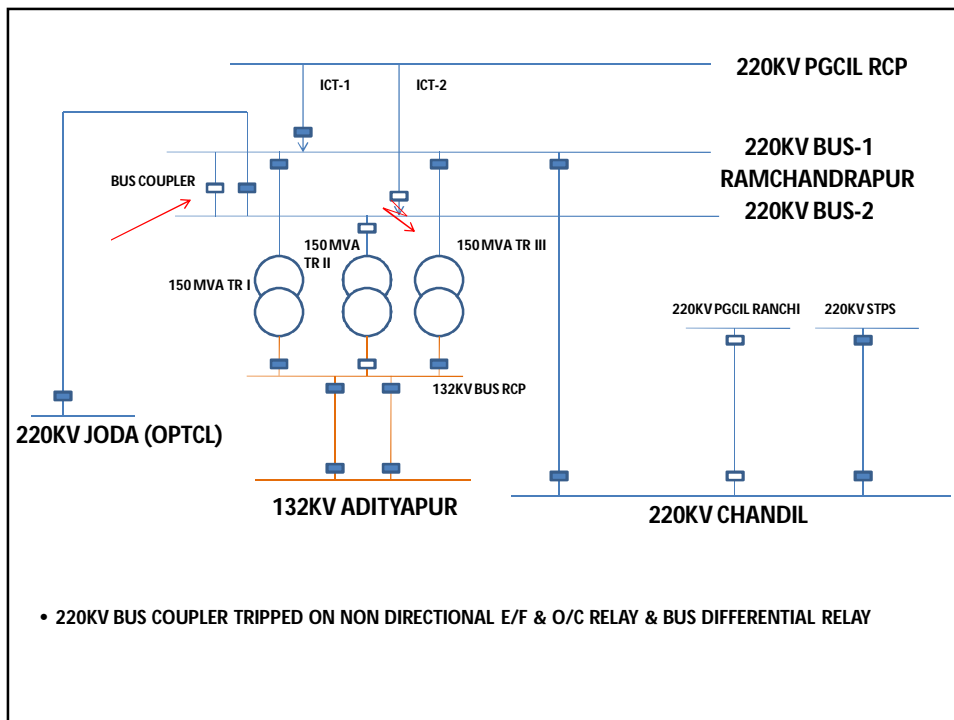 220KV PGCIL RCP
ICT-1
ICT-2
220KV BUS-1
RAMCHANDRAPUR
220KV BUS-2
BUS COUPLER
150 MVA TR I
150 MVA
TR II
150 MVA TR III
220KV PGCIL RANCHI
220KV STPS
132KV BUS RCP
220KV JODA (OPTCL)
132KV ADITYAPUR
220KV CHANDIL
• 220KV BUS COUPLER TRIPPED ON NON DIRECTIONAL E/F & O/C RELAY & BUS DIFFERENTIAL RELAY